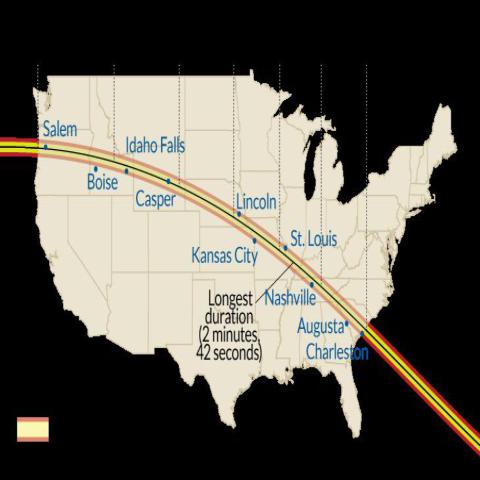 Salem
Idaho Falls
Boise
Casper
Lincoln
St. Louis
Kansas City
Longest
duration
(2 minutes,
42 seconds)
Nashville
Augusta
Charleston